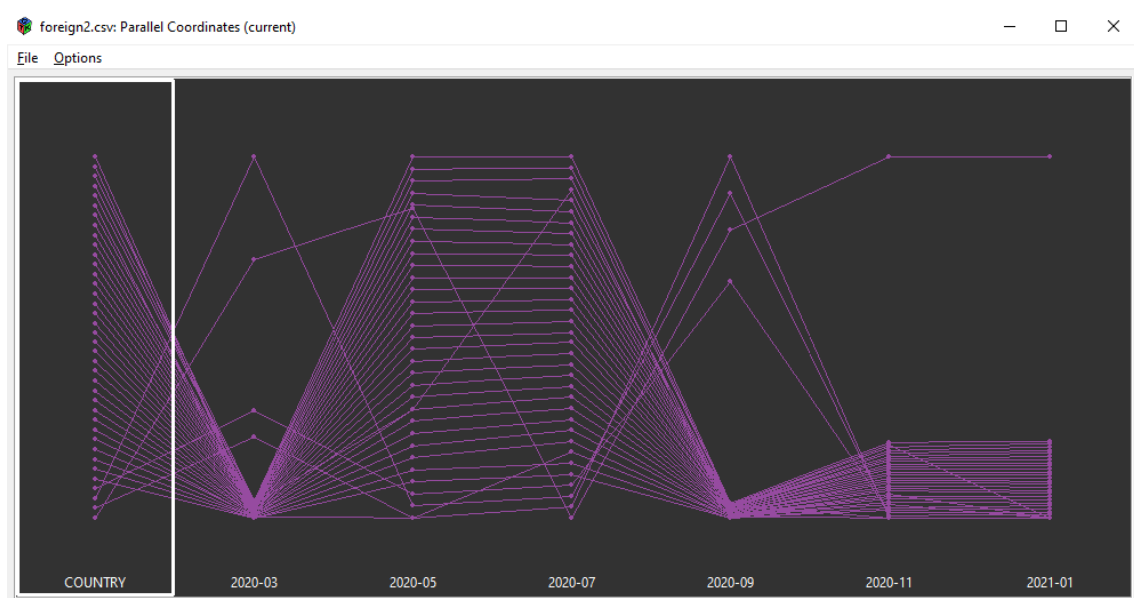 foreign2.csv: Parallel Coordinates (current)
File Options
COUNTRY 2020-03 2020-05 2020-07 2020-09 2020-11 2021-01